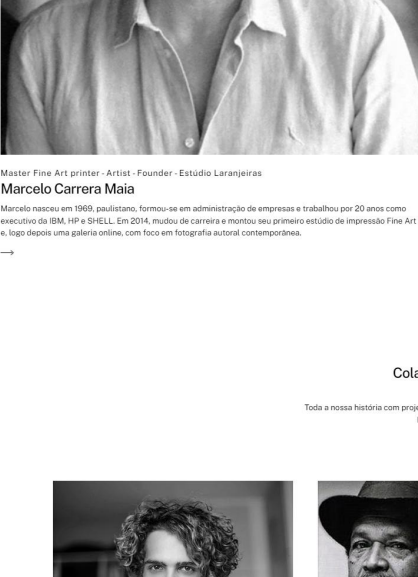 Master Fine Art printer - Artist - Founder - Estúdio Laranjeiras
Marcelo Carrera Maia
Marcelo nasceu em 1969, paulistano, formou-se em administração de empresas e trabalhou por 20 anos como
executivo da IBM, HP e SHELL. Em 2014, mudou de carreira e montou seu primeiro estúdio de impressão Fine Art
e, logo depois uma galeria online, com foco em fotografia autoral contemporânea.
Cola
Toda a nossa história com proje